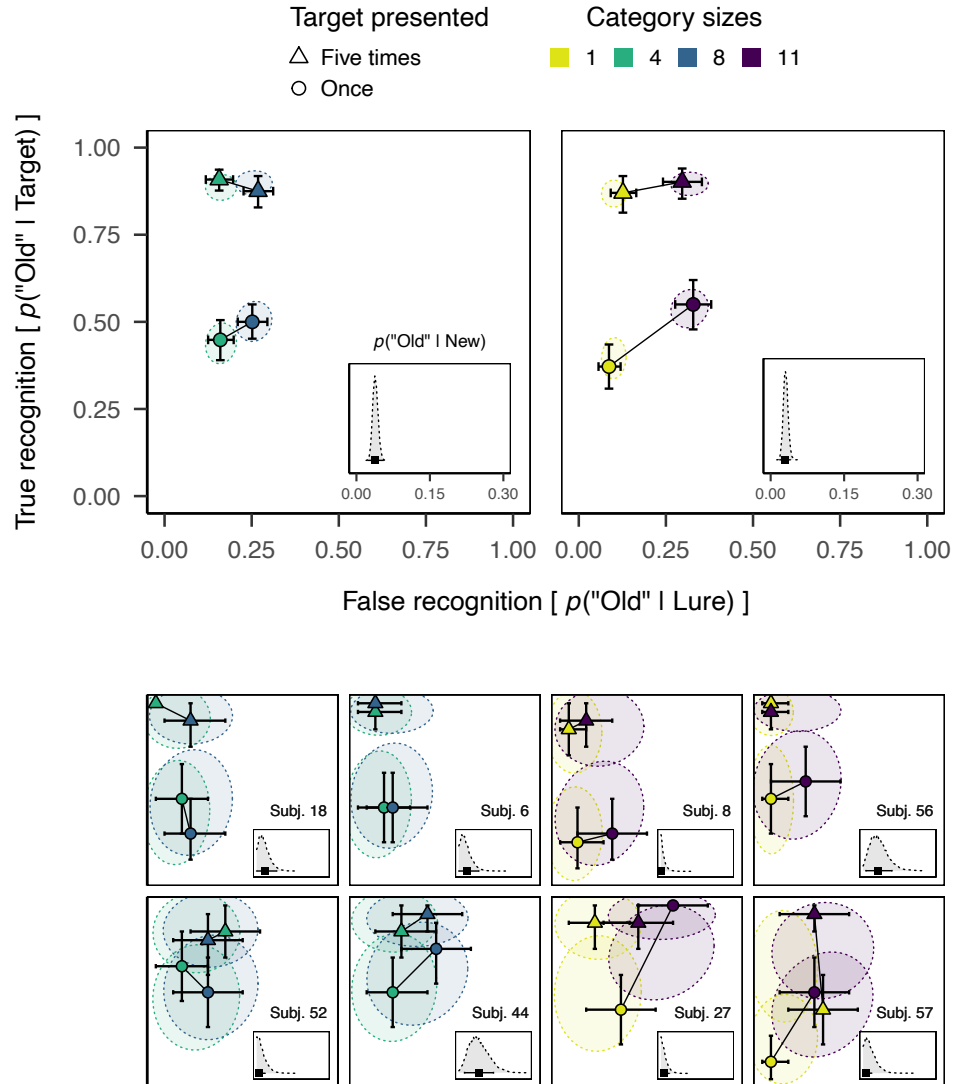 Target presented
Five times
Once
Category sizes
1 4 8 11
True recognition [ p("Old" | Target) ]
1.00
0.75
0.50
0.25
0.00
p("Old" | New)
0.00 0.15 0.30
0.00 0.15 0.30
0.00 0.25 0.50 0.75 1.00
0.00 0.25 0.50 0.75 1.00
False recognition [ p("Old" | Lure) ]
Subj. 18
Subj. 6
Subj. 8
Subj. 56
Subj. 52
Subj. 44
Subj. 27
Subj. 57